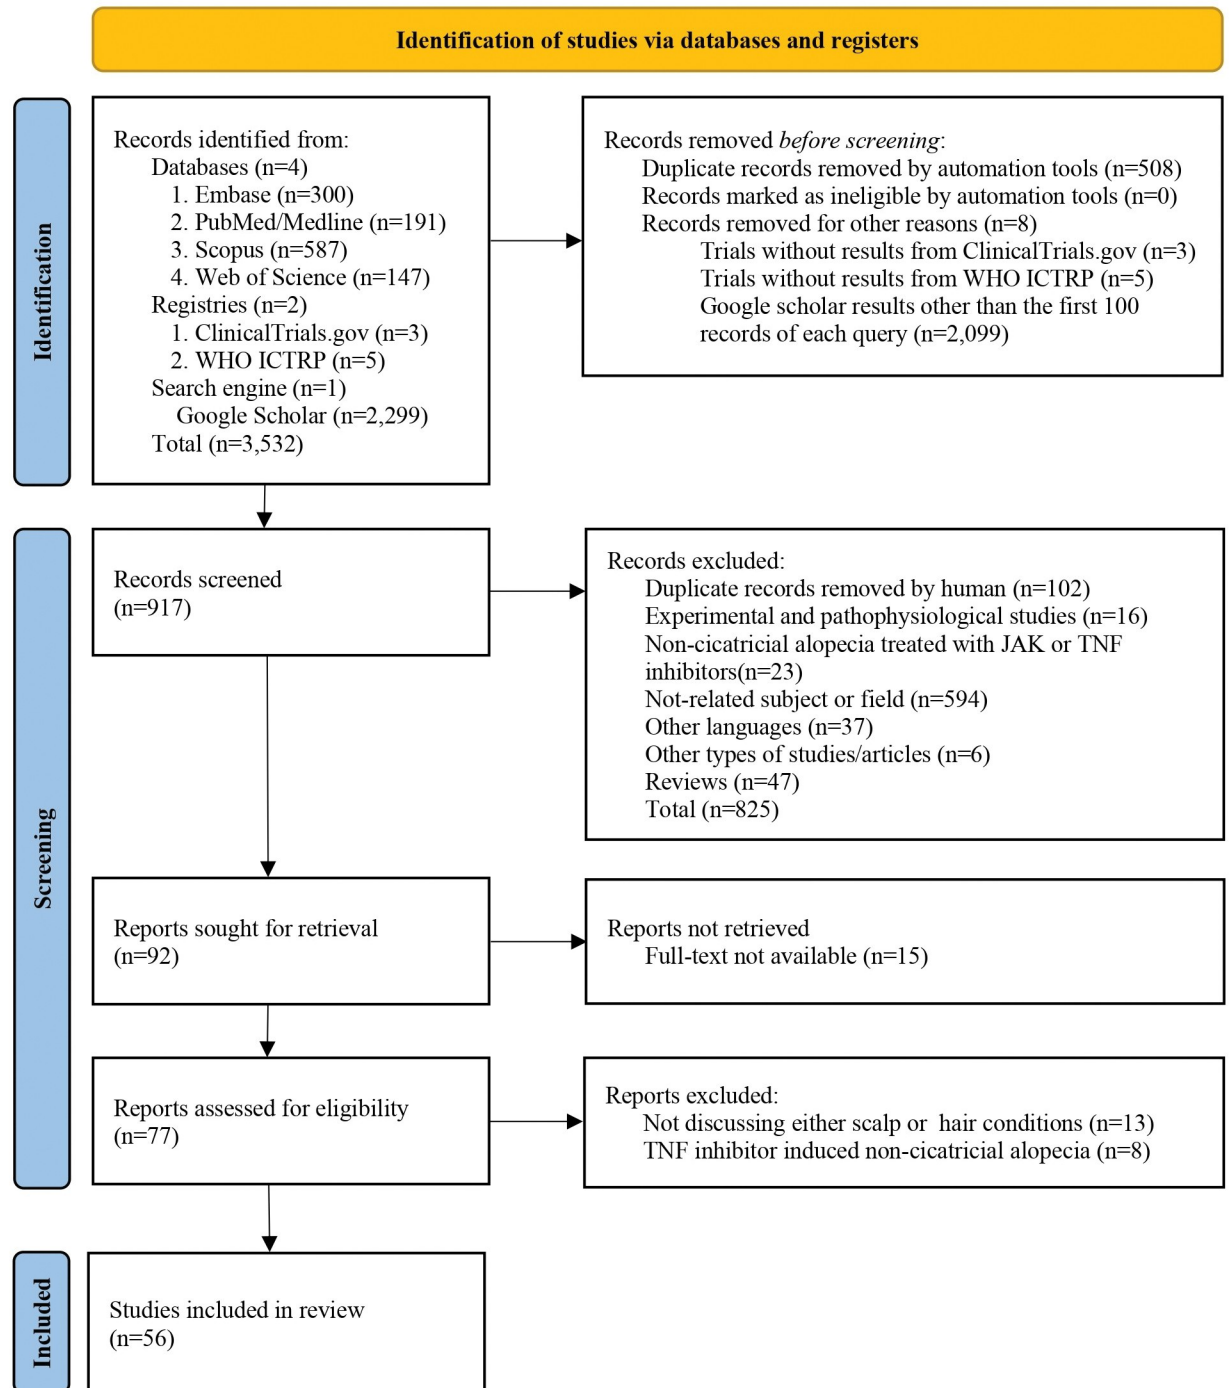 Identification of studies via databases and registers
Identification
Records identified from:
Databases (n=4)
1. Embase (n=300)
2. PubMed/Medline (n=191)
3. Scopus (n=587)
4. Web of Science (n=147)
Registries (n=2)
1. ClinicalTrials.gov (n=3)
2. WHO ICTRP (n=5)
Search engine (n=1)
Google Scholar (n=2,299)
Total (n=3,532)
Records removed before screening:
Duplicate records removed by automation tools (n=508)
Records marked as ineligible by automation tools (n=0)
Records removed for other reasons (n=8)
Trials without results from ClinicalTrials.gov (n=3)
Trials without results from WHO ICTRP (n=5)
Google scholar results other than the first 100
records of each query (n=2,099)
Screening
Records screened
(n=917)
Records excluded:
Duplicate records removed by human (n=102)
Experimental and pathophysiological studies (n=16)
Non-cicatricial alopecia treated with JAK or TNF
inhibitors(n=23)
Not-related subject or field (n=594)
Other languages (n=37)
Other types of studies/articles (n=6)
Reviews (n=47)
Total (n=825)
Reports sought for retrieval
(n=92)
Reports not retrieved
Full-text not available (n=15)
Reports assessed for eligibility
(n=77)
Reports excluded:
Not discussing either scalp or hair conditions (n=13)
TNF inhibitor induced non-cicatricial alopecia (n=8)
Included
Studies included in review
(n=56)